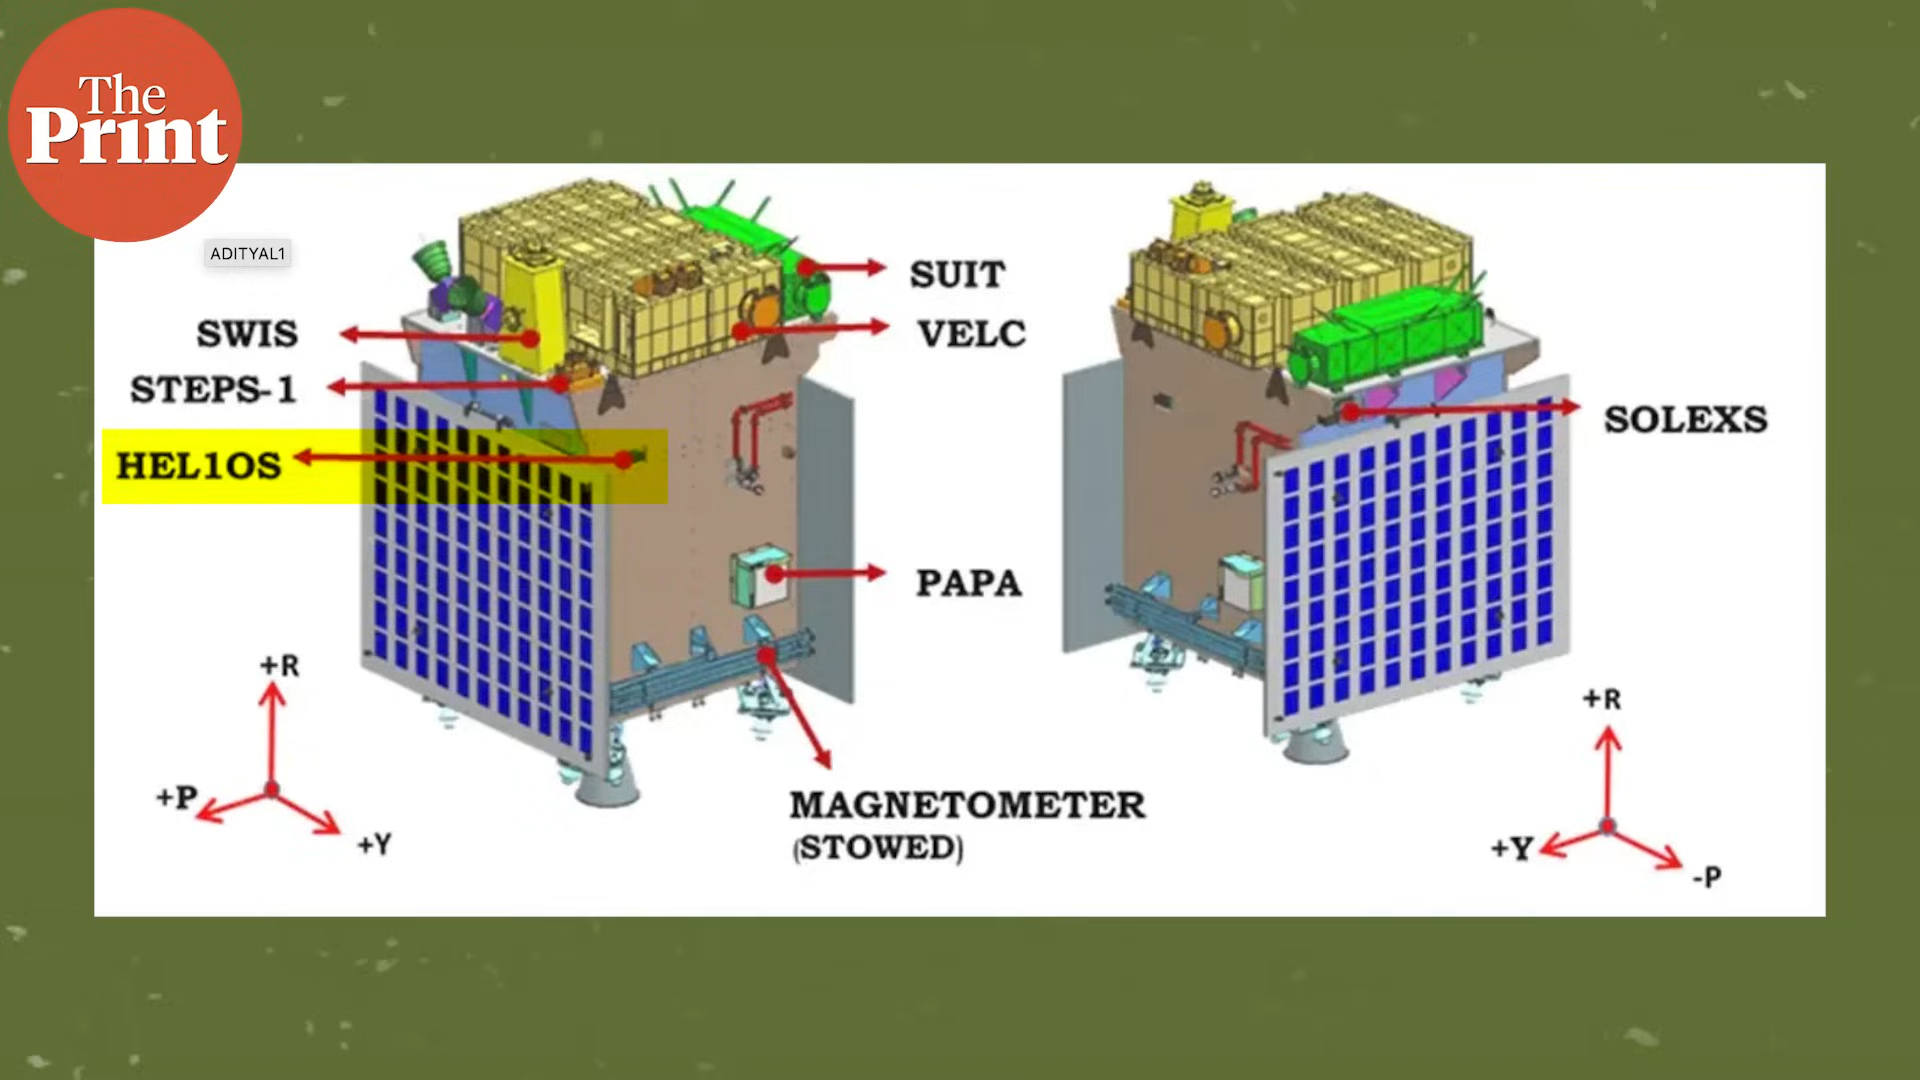 The
Print
ADITYAL1
SWIS
STEPS-1
HEL1OS
SUIT
VELC
PAPA
MAGNETOMETER
(STOWED)
+R
+P
+Y
SOLEXS
+R
+Y
-P